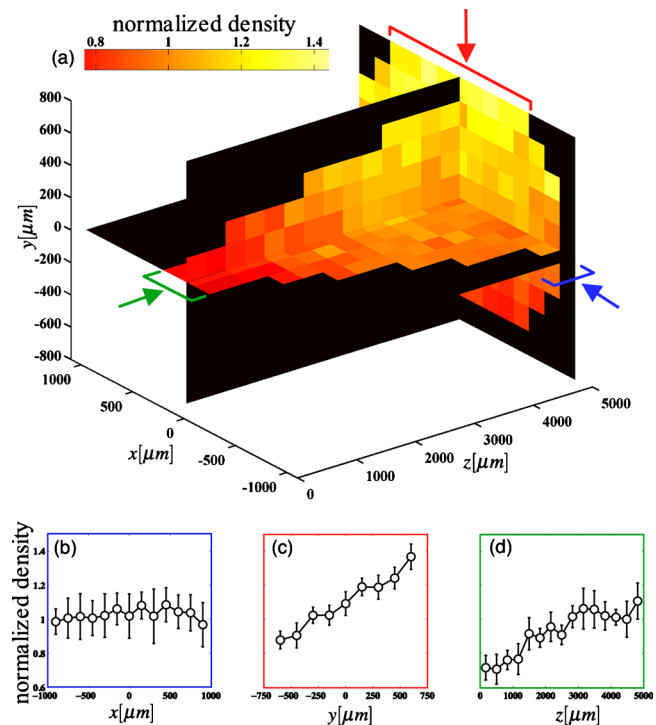 normalized density
0.8 1 1.2 1.4
(a)
800
600
400
200
0
-200
-400
-600
-800
y[μm]
1000
500
0
-500
-1000
x[μm]
0
1000
2000
3000
4000
5000
z[μm]
normalized density
1.4
1.2
1
0.8
0.6
(b)
-1000 -500 0 500 1000
x[μm]
(c)
-750 -500 -250 0 250 500 750
y[μm]
(d)
0 1000 2000 3000 4000 5000
z[μm]